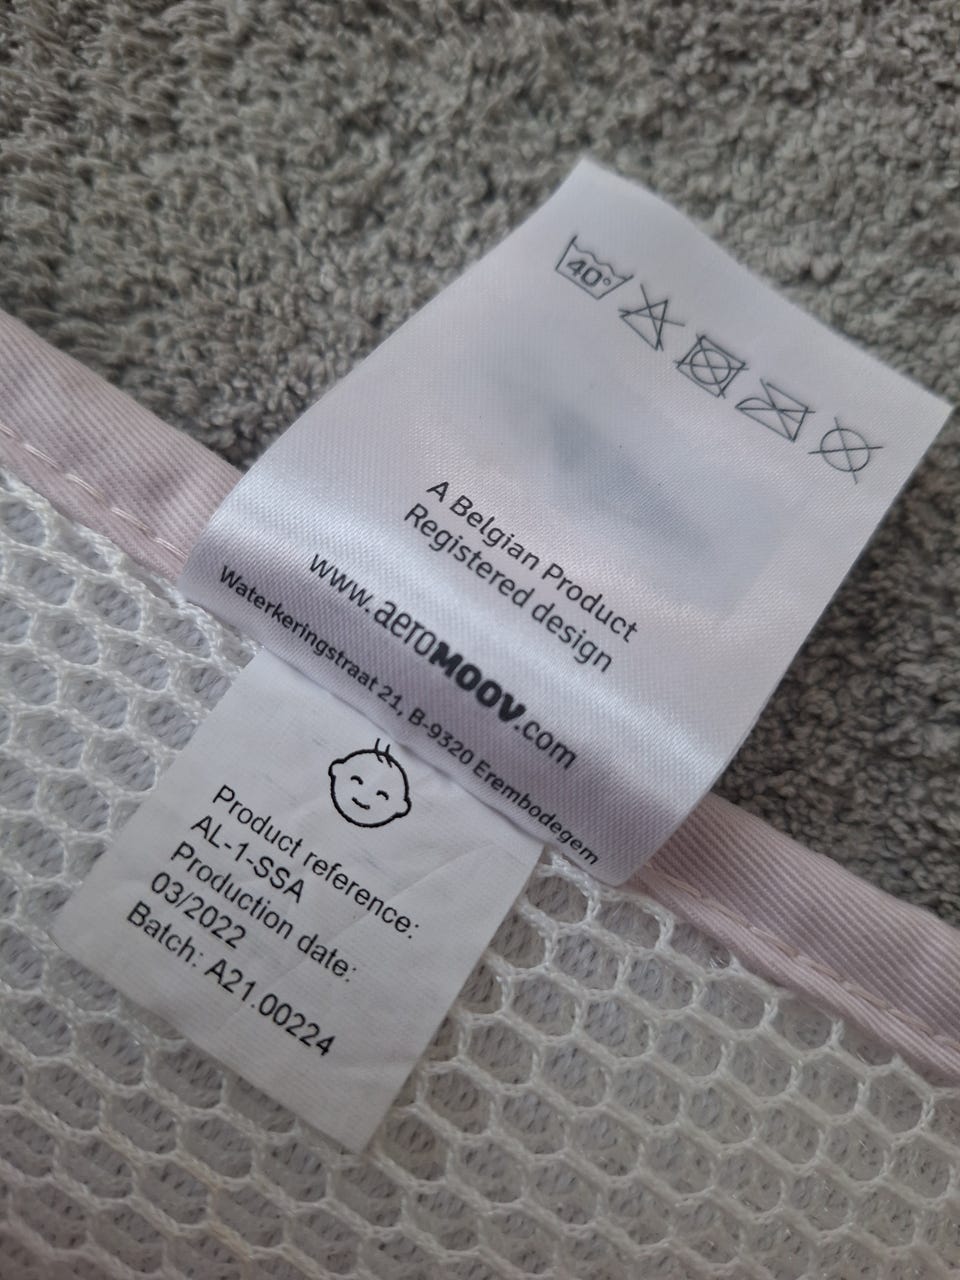 40°
A Belgian Product
Registered design
www.aeroMOOV.com
Waterkeringstraat 21, B-9320 Erembodegem
Product reference:
AL-1-SSA
Production date:
03/2022
Batch: A21.00224